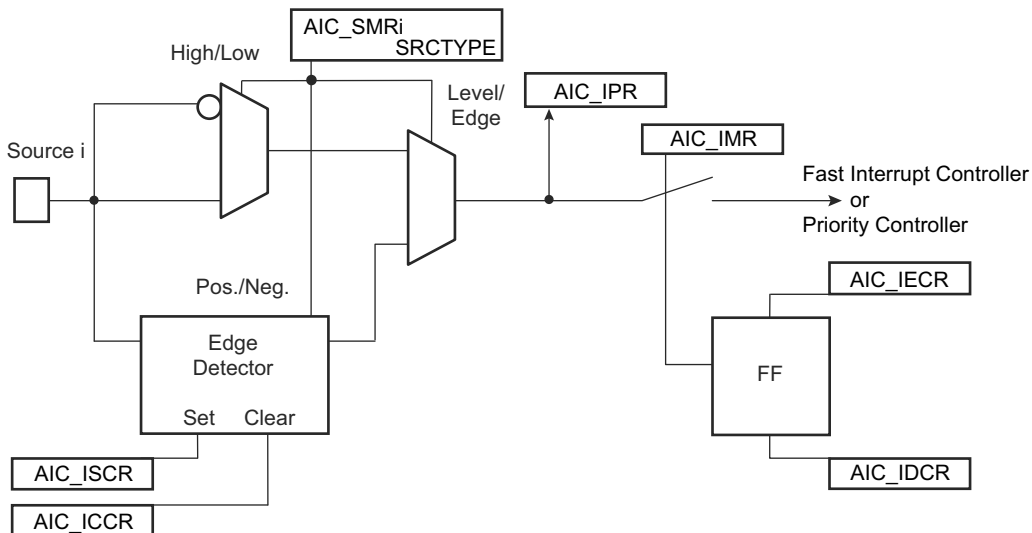 AIC_SMRi
SRCTYPE
High/Low
Level/
Edge
AIC_IPR
AIC_IMR
Source i
Fast Interrupt Controller
or
Priority Controller
Pos./Neg.
AIC_IECR
Edge
Detector
FF
Set Clear
AIC_ISCR
AIC_IDCR
AIC_ICCR